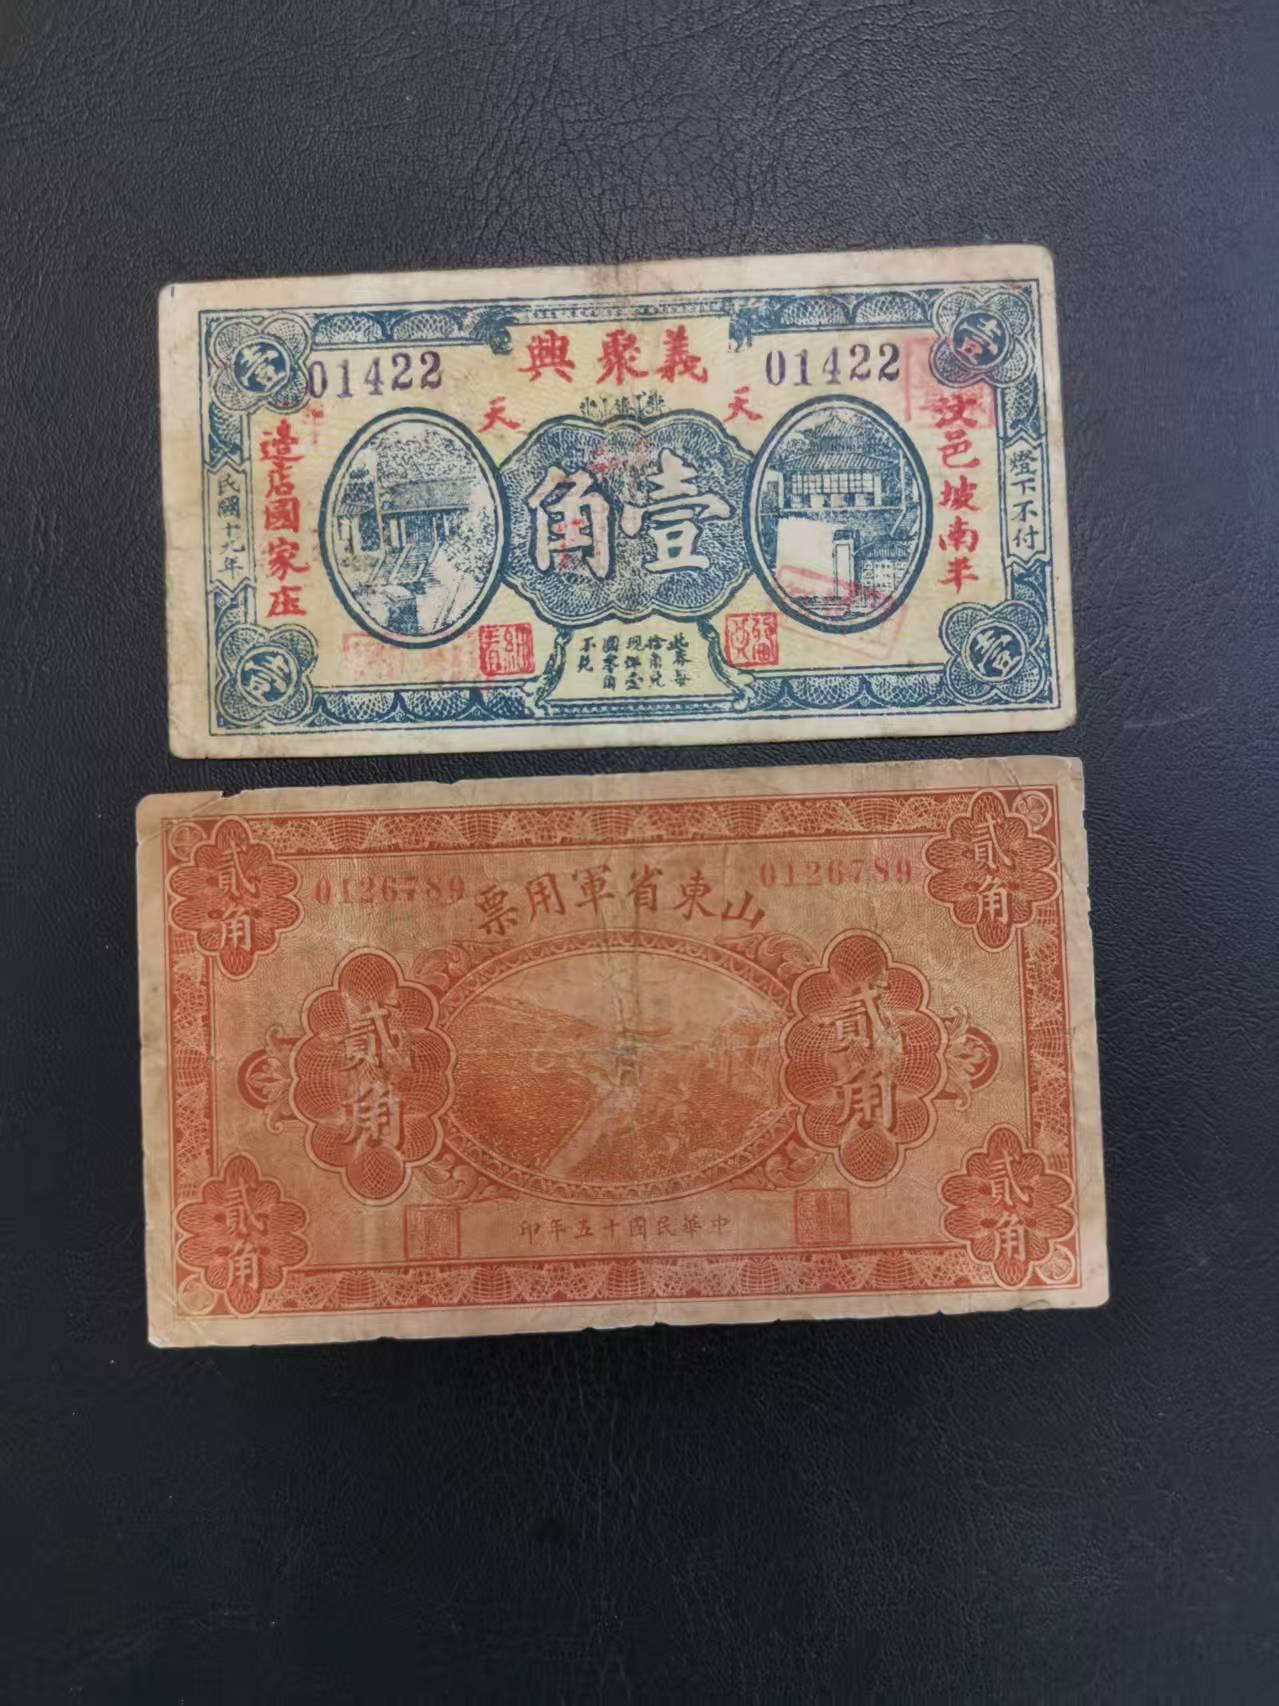 義聚興
01422
01422
天
天
壹角
汶邑坡南羊
邊店國家庄
燈下不付
民國十九年
壹
壹
壹
此券每
拾角兌
現洋壹
圓零角
不兌
山東省軍用票
0126789
0126789
貳角
貳角
貳角
貳角
貳角
貳角
中華民國十五年印